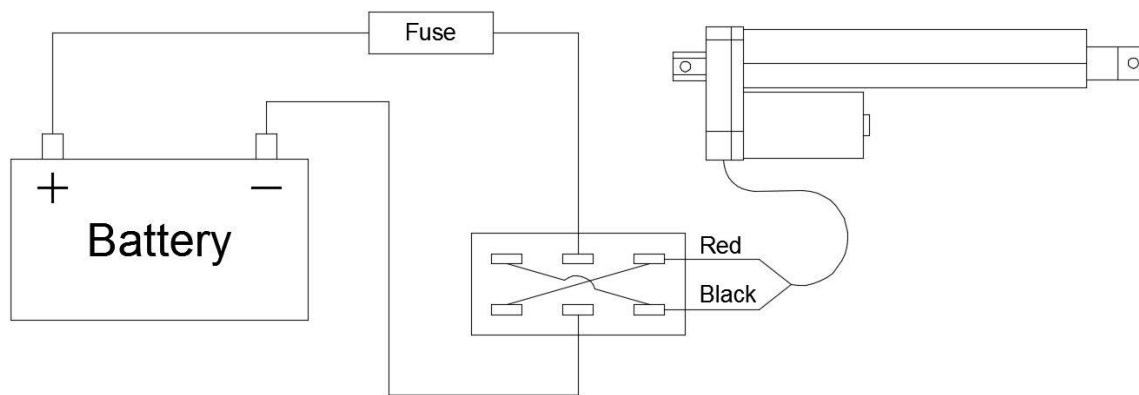 Fuse
+
−
Battery
Red
Black